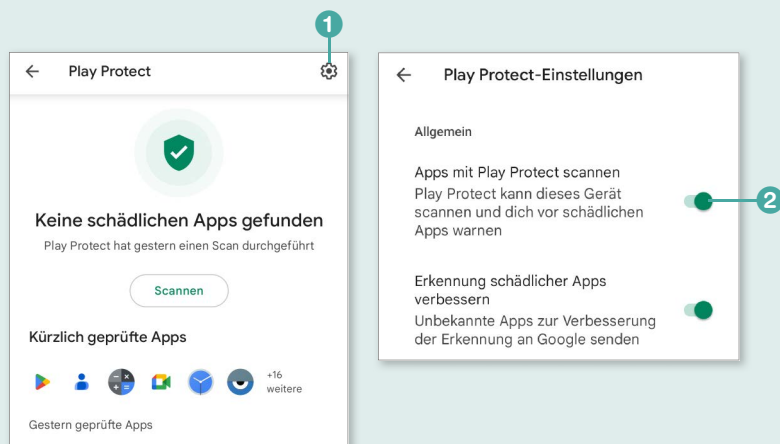 1
Play Protect
Keine schädlichen Apps gefunden
Play Protect hat gestern einen Scan durchgeführt
Scannen
Kürzlich geprüfte Apps
+16
weitere
Gestern geprüfte Apps
Play Protect-Einstellungen
Allgemein
Apps mit Play Protect scannen
Play Protect kann dieses Gerät
scannen und dich vor schädlichen
Apps warnen
2
Erkennung schädlicher Apps
verbessern
Unbekannte Apps zur Verbesserung
der Erkennung an Google senden